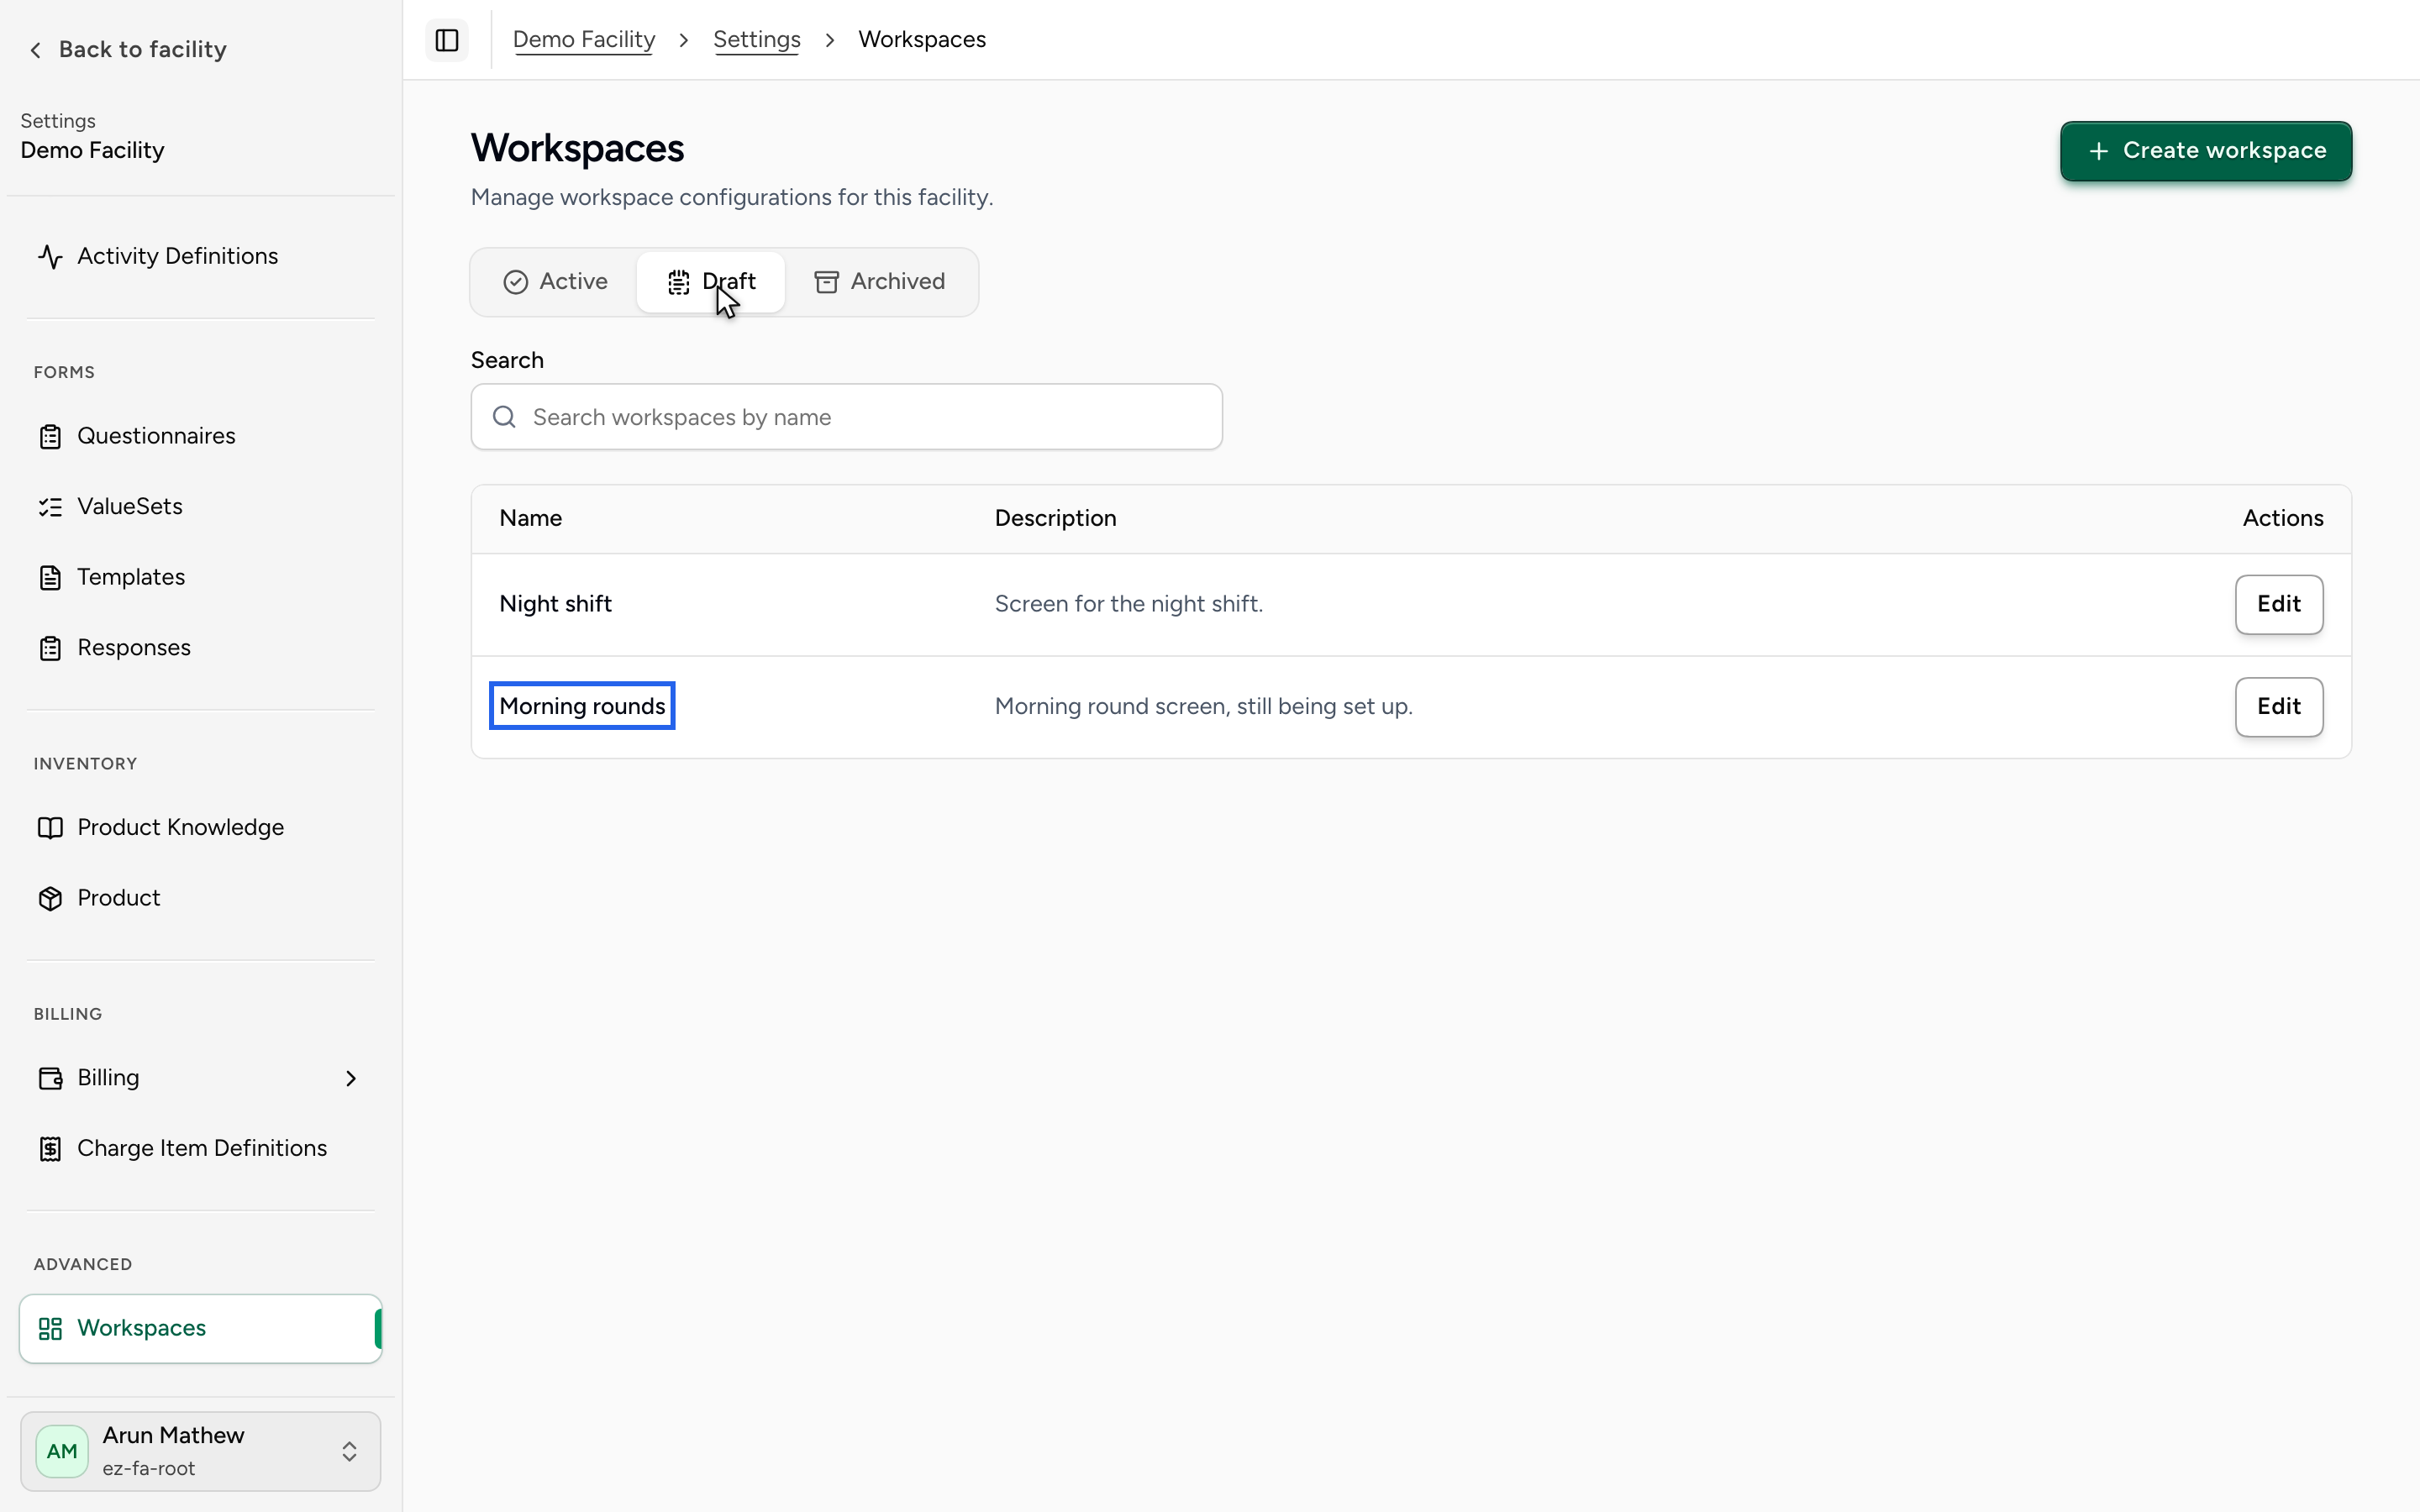 Back to facility
Settings
Demo Facility
Activity Definitions
FORMS
Questionnaires
ValueSets
Templates
Responses
INVENTORY
Product Knowledge
Product
BILLING
Billing
Charge Item Definitions
ADVANCED
Workspaces
AM
Arun Mathew
ez-fa-root
Demo Facility > Settings > Workspaces
Workspaces
Manage workspace configurations for this facility.
+ Create workspace
Active Draft Archived
Search
Search workspaces by name
Name Description Actions
Night shift Screen for the night shift. Edit
Morning rounds Morning round screen, still being set up. Edit